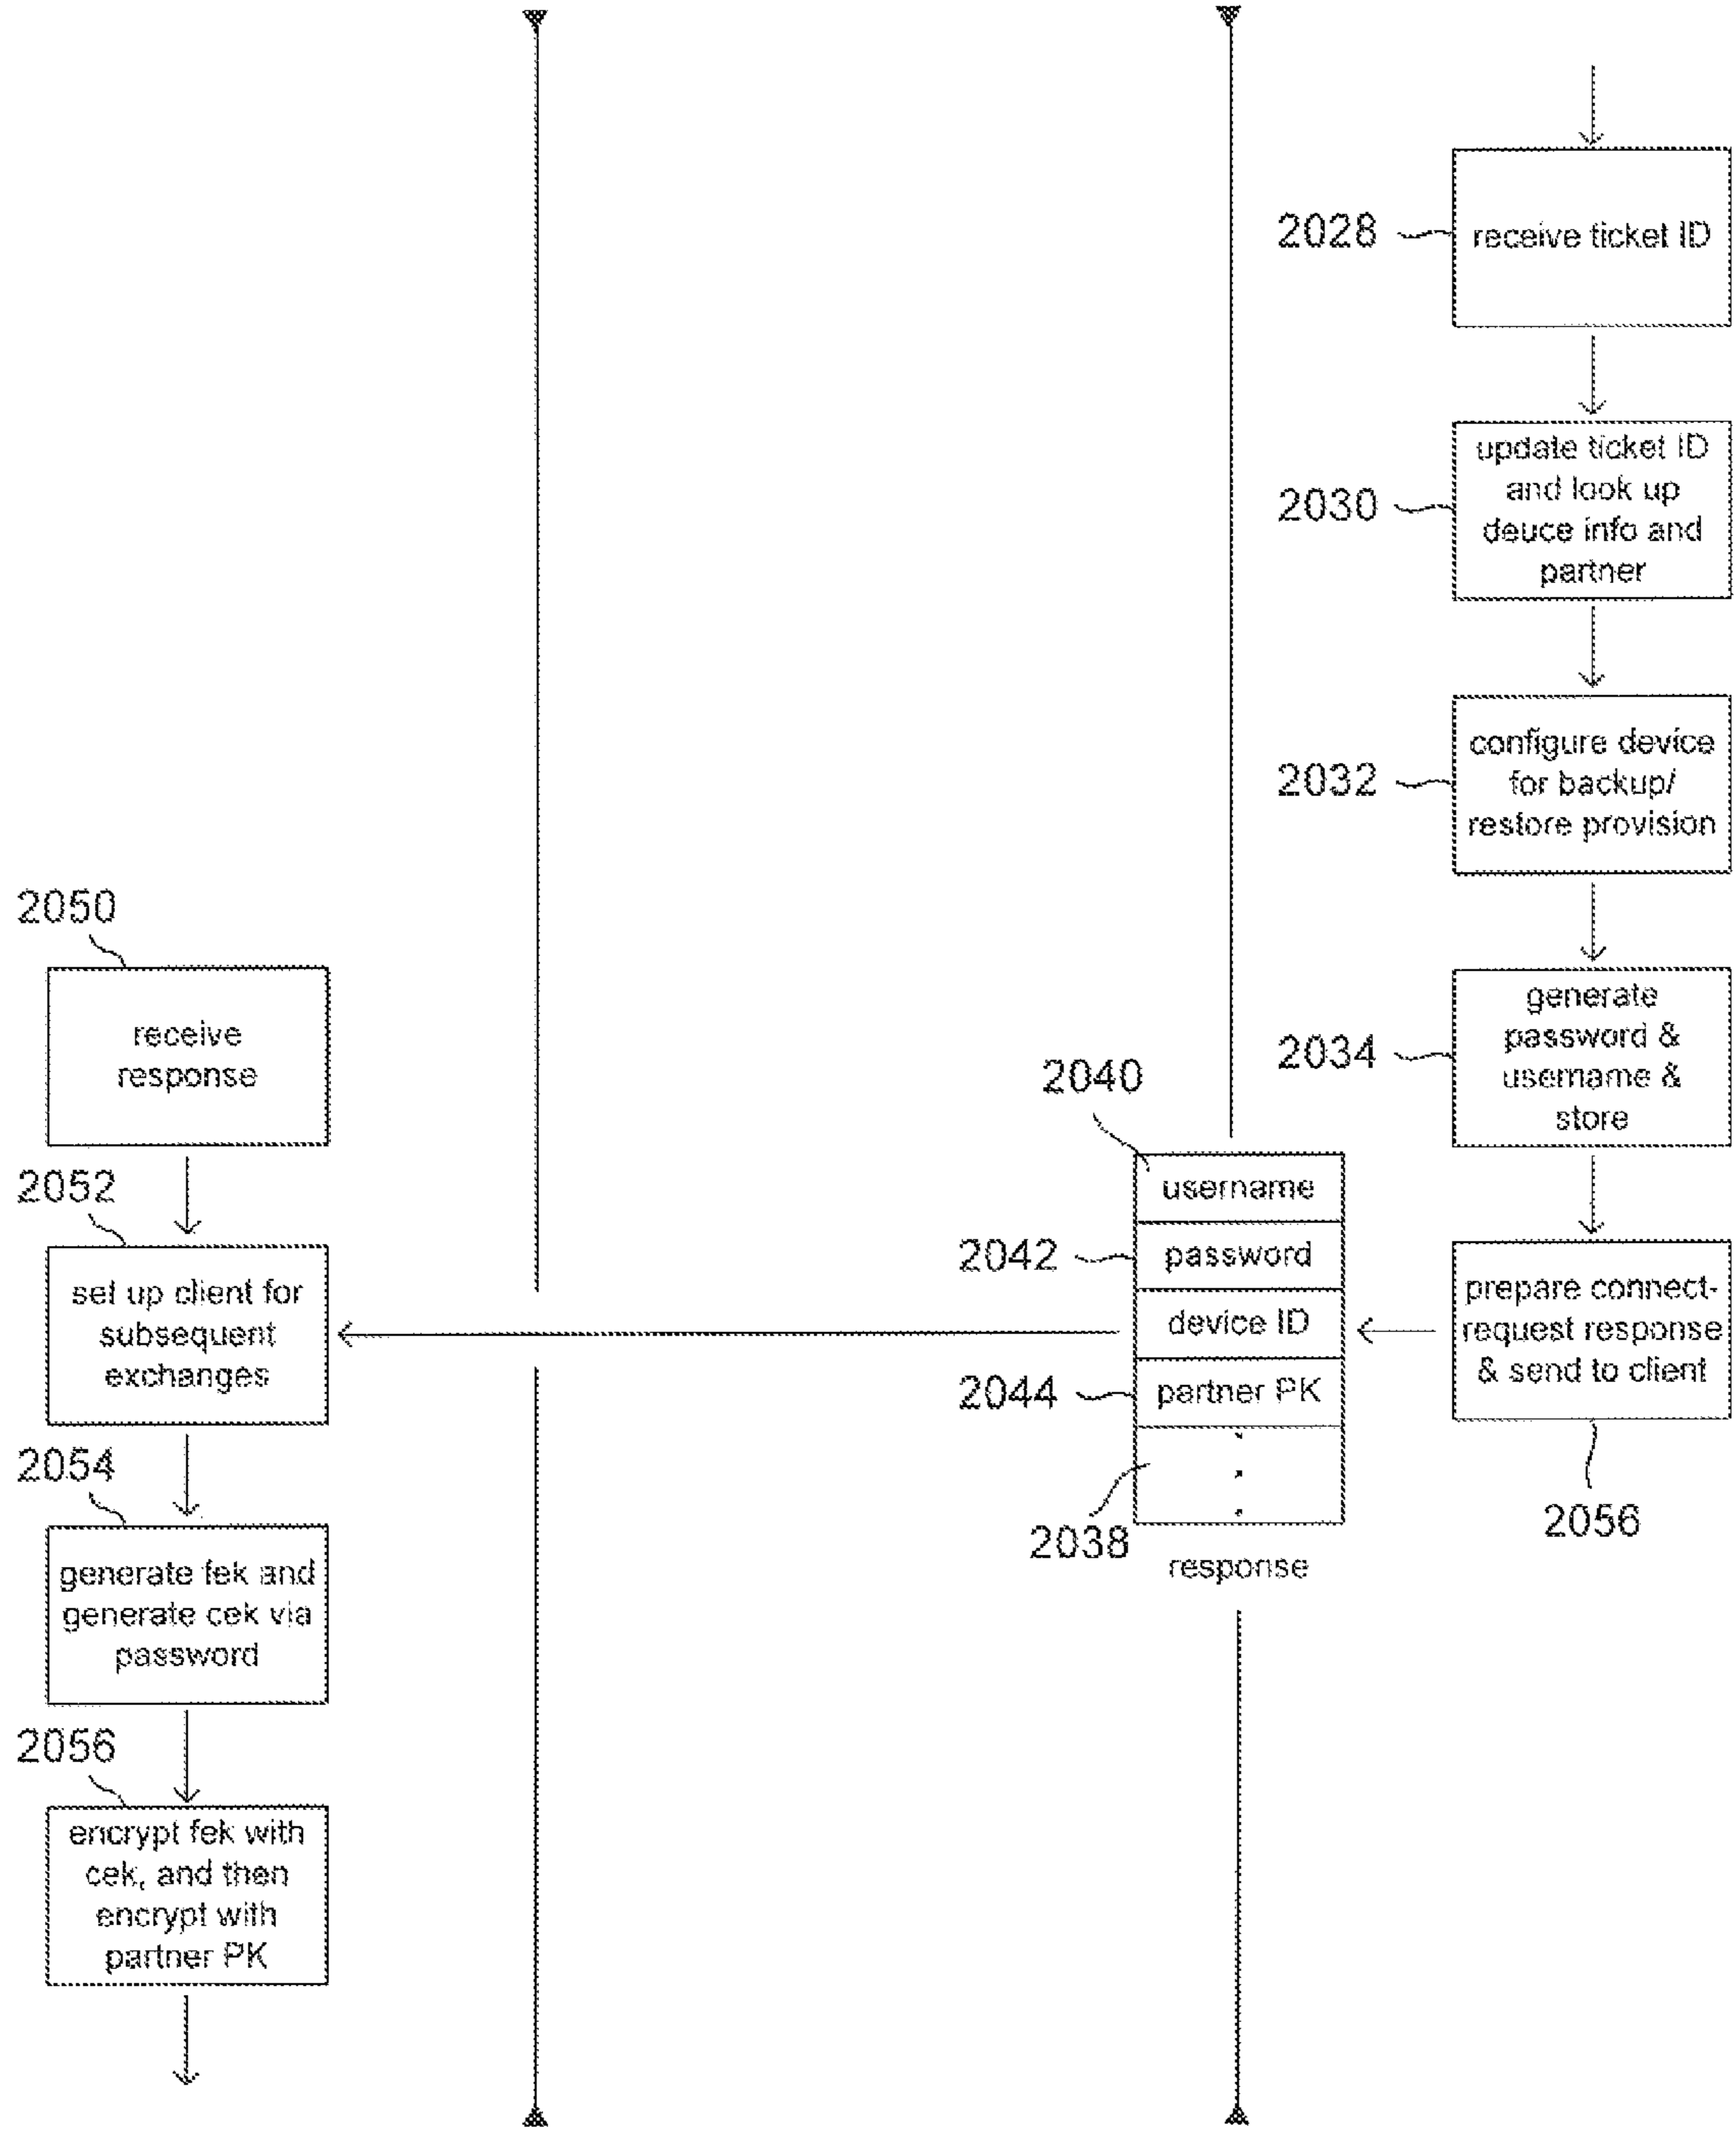 2028
receive ticket ID
2030
update ticket ID
and look up
deuce info and
partner
2032
configure device
for backup/
restore provision
2034
generate
password &
username &
store
prepare connect-
request response
& send to client
2056
2040
username
2042
password
device ID
2044
partner PK
2038
response
2050
receive
response
2052
set up client for
subsequent
exchanges
2054
generate fek and
generate cek via
password
2056
encrypt fek with
cek, and then
encrypt with
partner PK